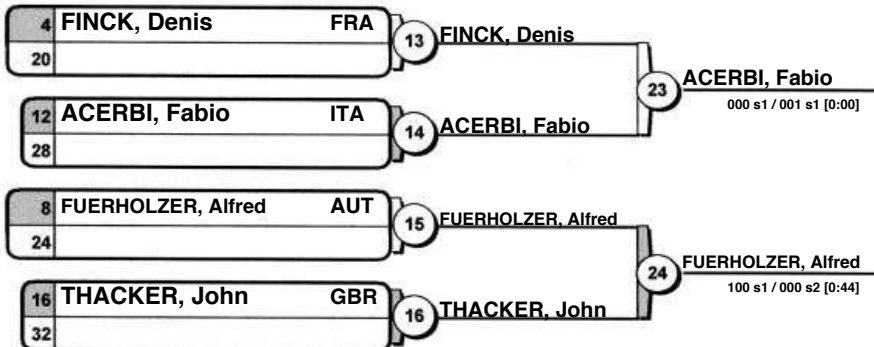 4 FINCK, Denis FRA
20
13 FINCK, Denis
12 ACERBI, Fabio ITA
28
14 ACERBI, Fabio
23 ACERBI, Fabio
000 s1 / 001 s1 [0:00]
8 FUERHOLZER, Alfred AUT
24
15 FUERHOLZER, Alfred
16 THACKER, John GBR
32
16 THACKER, John
24 FUERHOLZER, Alfred
100 s1 / 000 s2 [0:44]